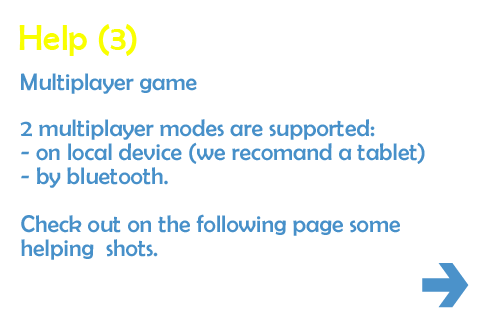 Help (3)
Multiplayer game
2 multiplayer modes are supported:
- on local device (we recomand a tablet)
- by bluetooth.
Check out on the following page some
helping  shots.